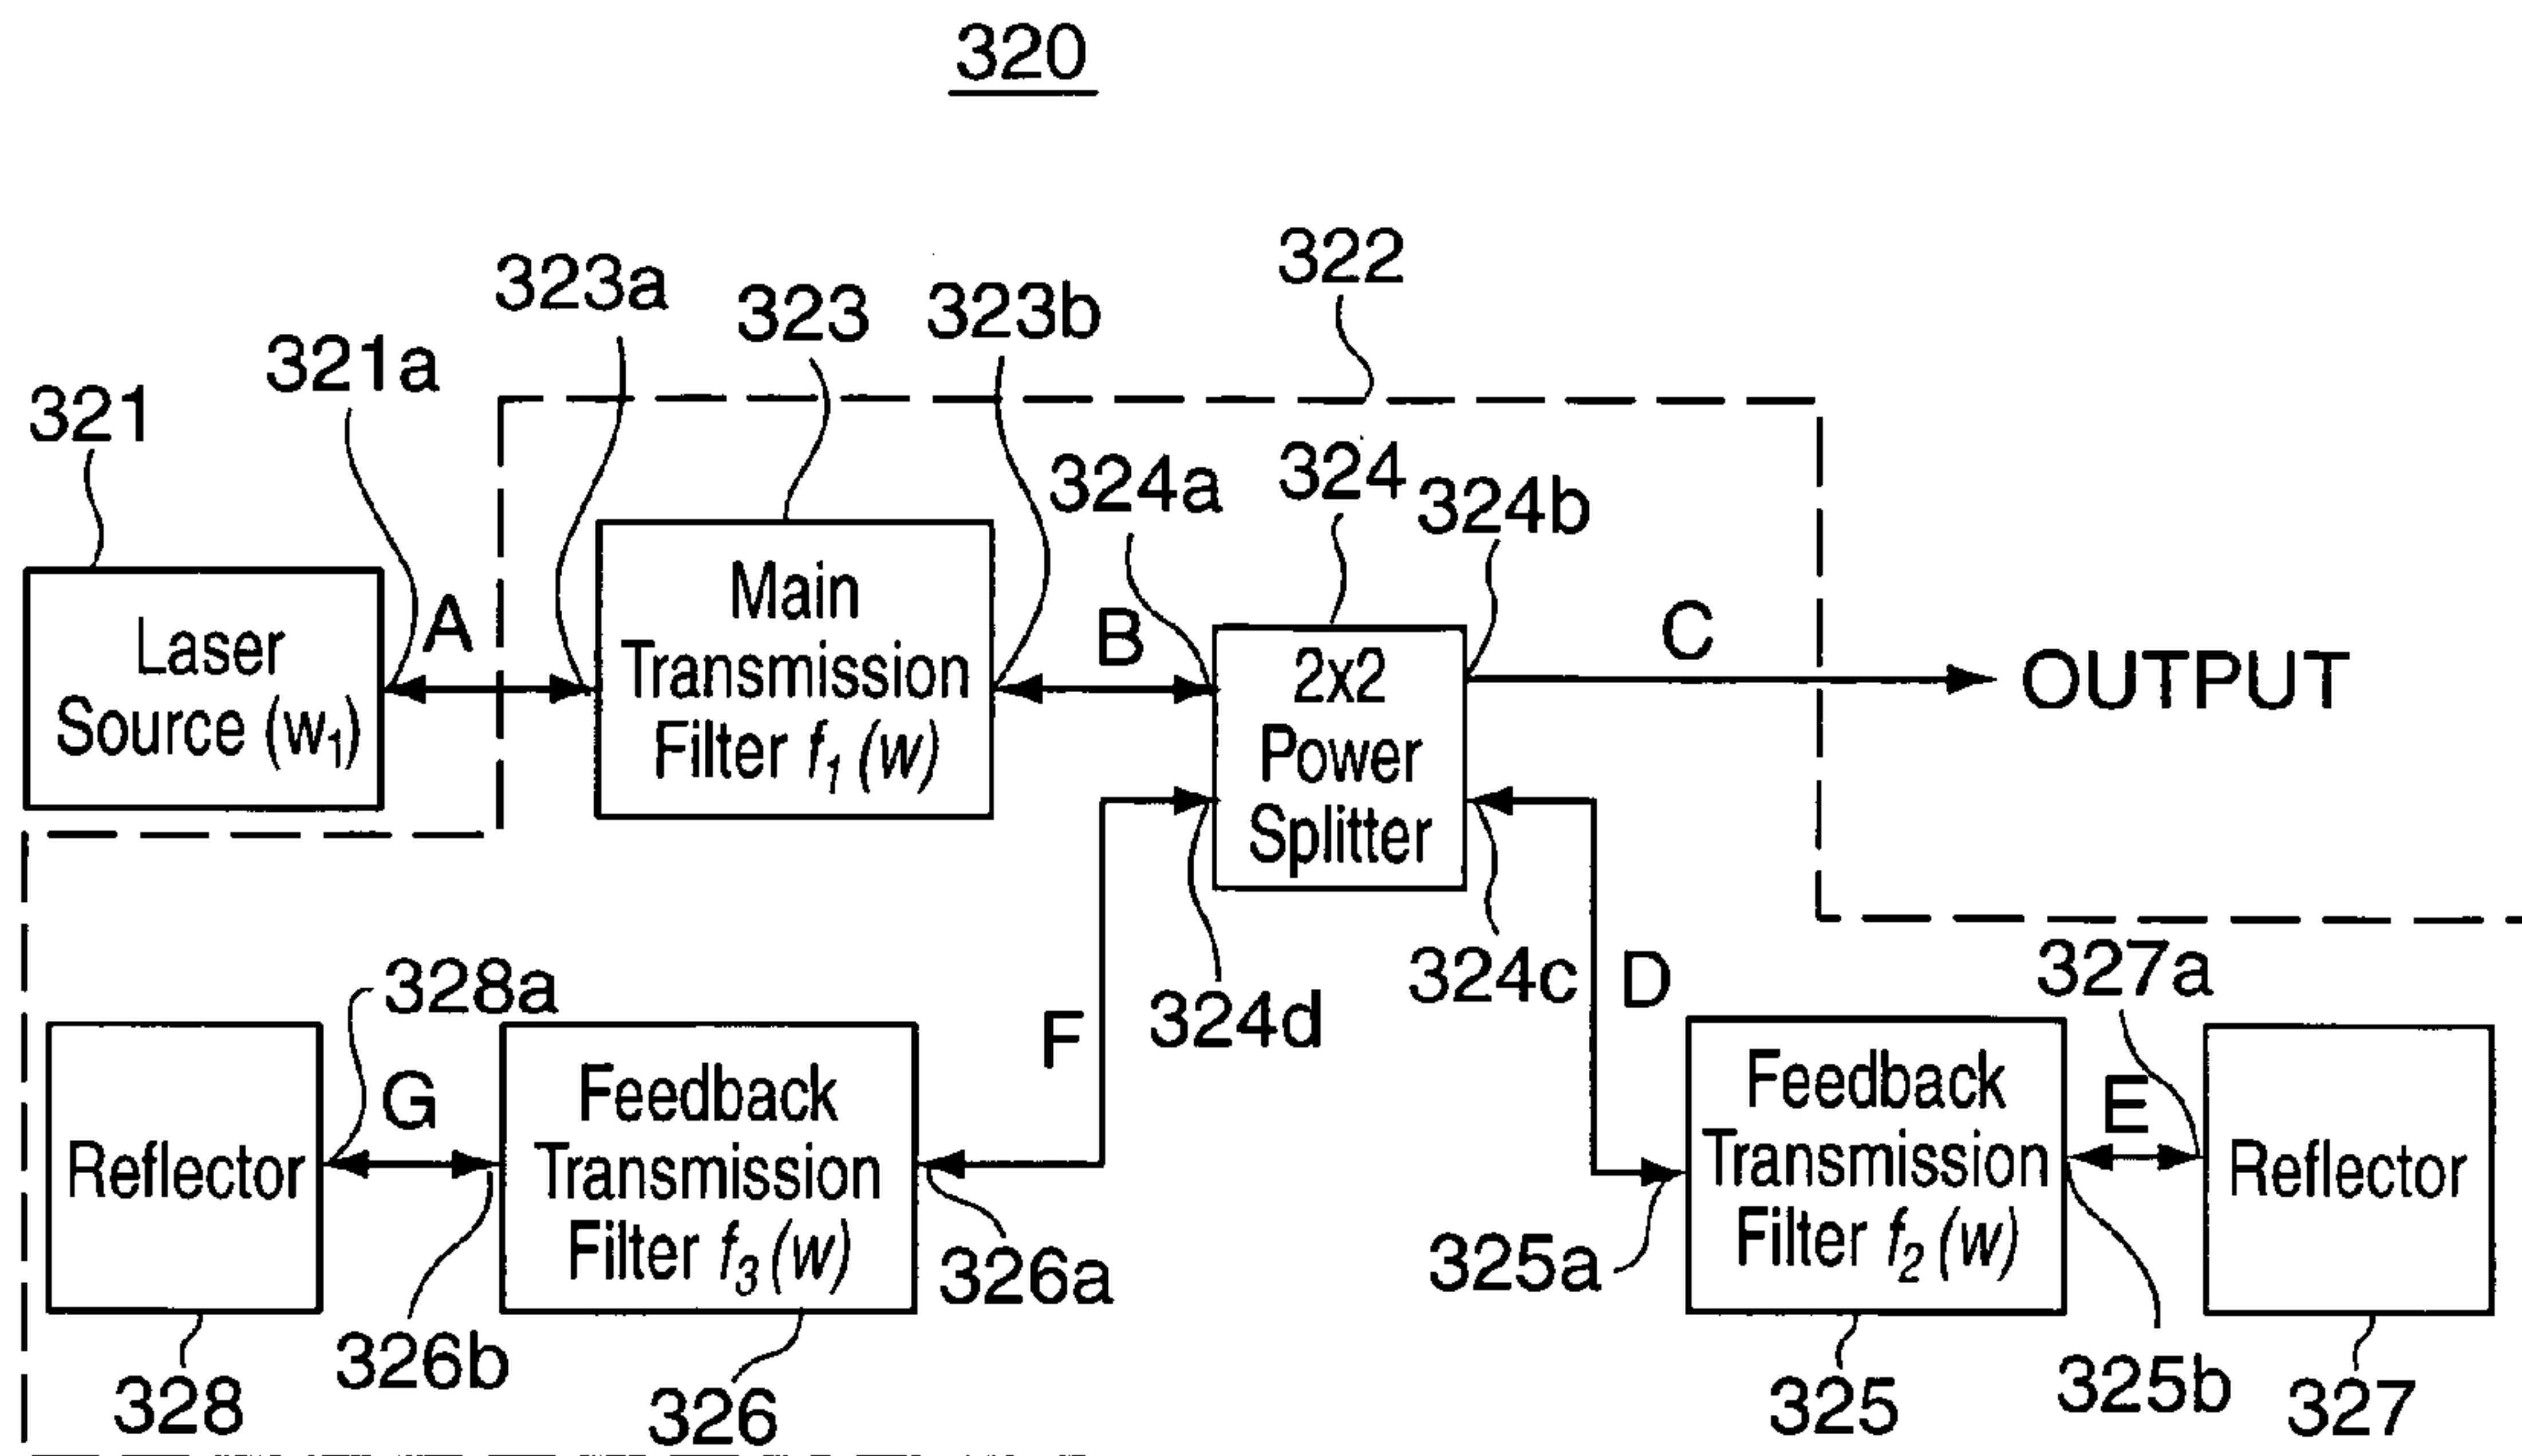 320
322
323a
323
323b
321a
321
324a
324
324b
Laser
Source (w₁)
A
Main
Transmission
Filter f₁ (w)
B
2x2
Power
Splitter
C
OUTPUT
324d
324c
D
327a
328a
F
Reflector
G
Feedback
Transmission
Filter f₃ (w)
Feedback
Transmission
Filter f₂ (w)
E
Reflector
326b
326a
325a
328
326
325
325b
327